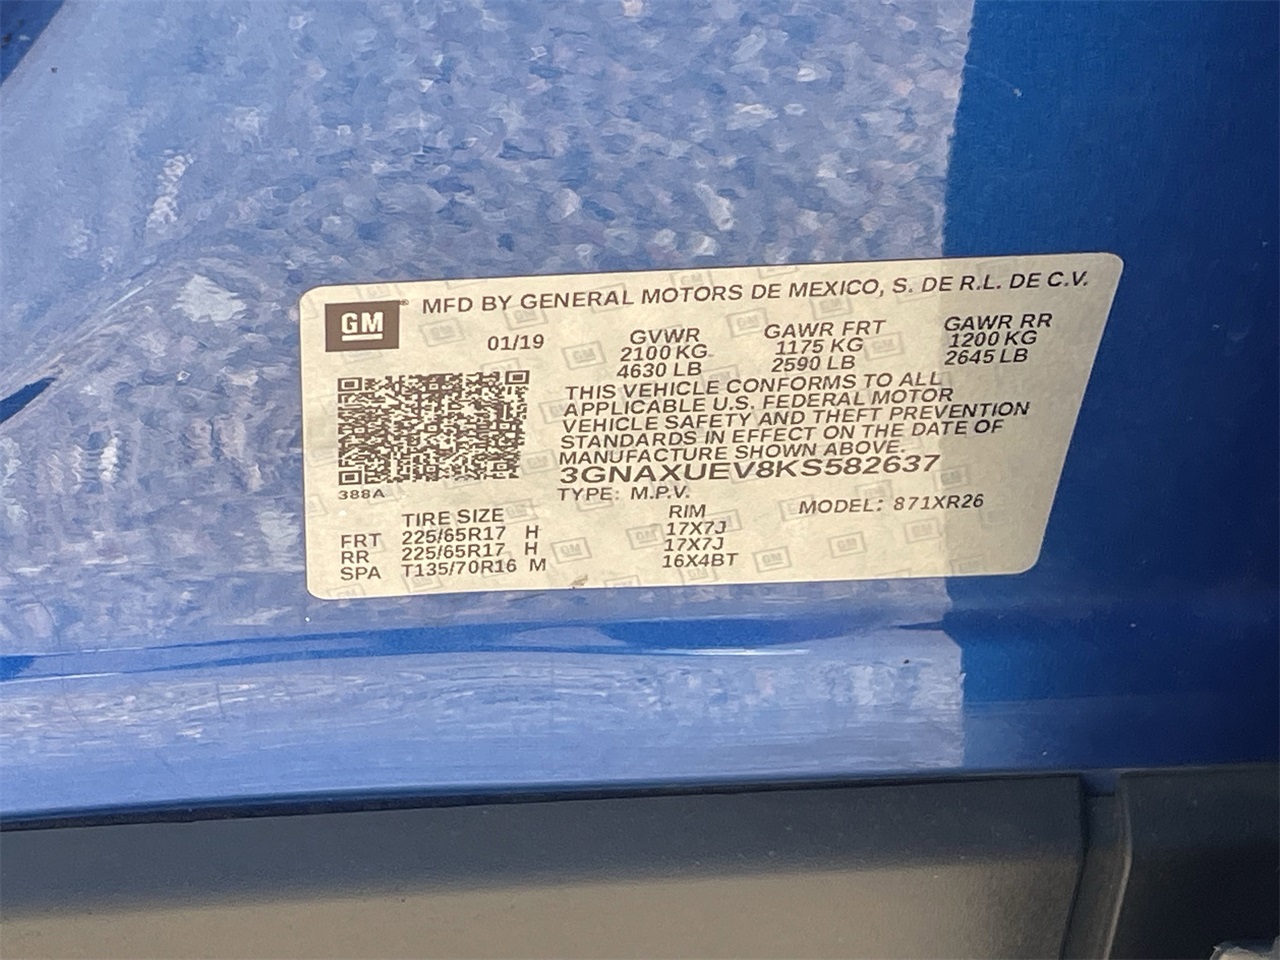 GM MFD BY GENERAL MOTORS DE MEXICO, S. DE R.L. DE C.V.
01/19 GVWR GAWR FRT GAWR RR
2100 KG 1175 KG 1200 KG
4630 LB 2590 LB 2645 LB
THIS VEHICLE CONFORMS TO ALL
APPLICABLE U.S. FEDERAL MOTOR
VEHICLE SAFETY AND THEFT PREVENTION
STANDARDS IN EFFECT ON THE DATE OF
MANUFACTURE SHOWN ABOVE.
3GNAXUEV8KS582637
388A
TYPE: M.P.V. MODEL: 871XR26
TIRE SIZE RIM
FRT 225/65R17 H 17X7J
RR 225/65R17 H 17X7J
SPA T135/70R16 M 16X4BT